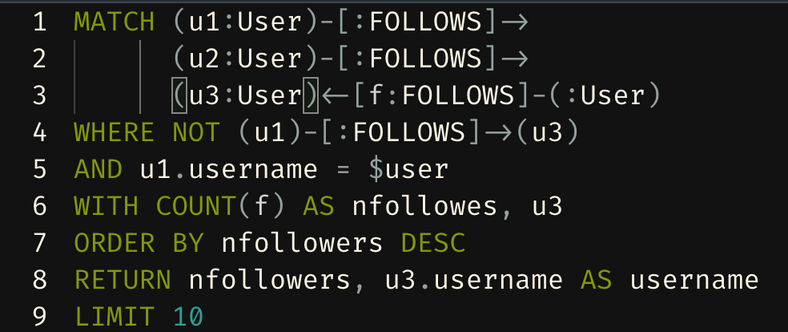 1 MATCH (u1:User)-[:FOLLOWS]->
2 (u2:User)-[:FOLLOWS]->
3 (u3:User)<-[f:FOLLOWS]-(:User)
4 WHERE NOT (u1)-[:FOLLOWS]->(u3)
5 AND u1.username = $user
6 WITH COUNT(f) AS nfollowes, u3
7 ORDER BY nfollowers DESC
8 RETURN nfollowers, u3.username AS username
9 LIMIT 10